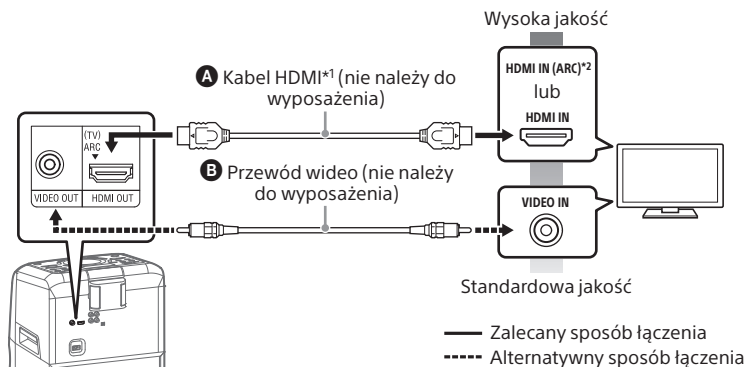 Wysoka jakość
A Kabel HDMI*1 (nie należy do
wyposażenia)
HDMI IN (ARC)*2
lub
HDMI IN
(TV)
ARC
VIDEO OUT
HDMI OUT
B Przewód wideo (nie należy
do wyposażenia)
VIDEO IN
Standardowa jakość
Zalecany sposób łączenia
Alternatywny sposób łączenia